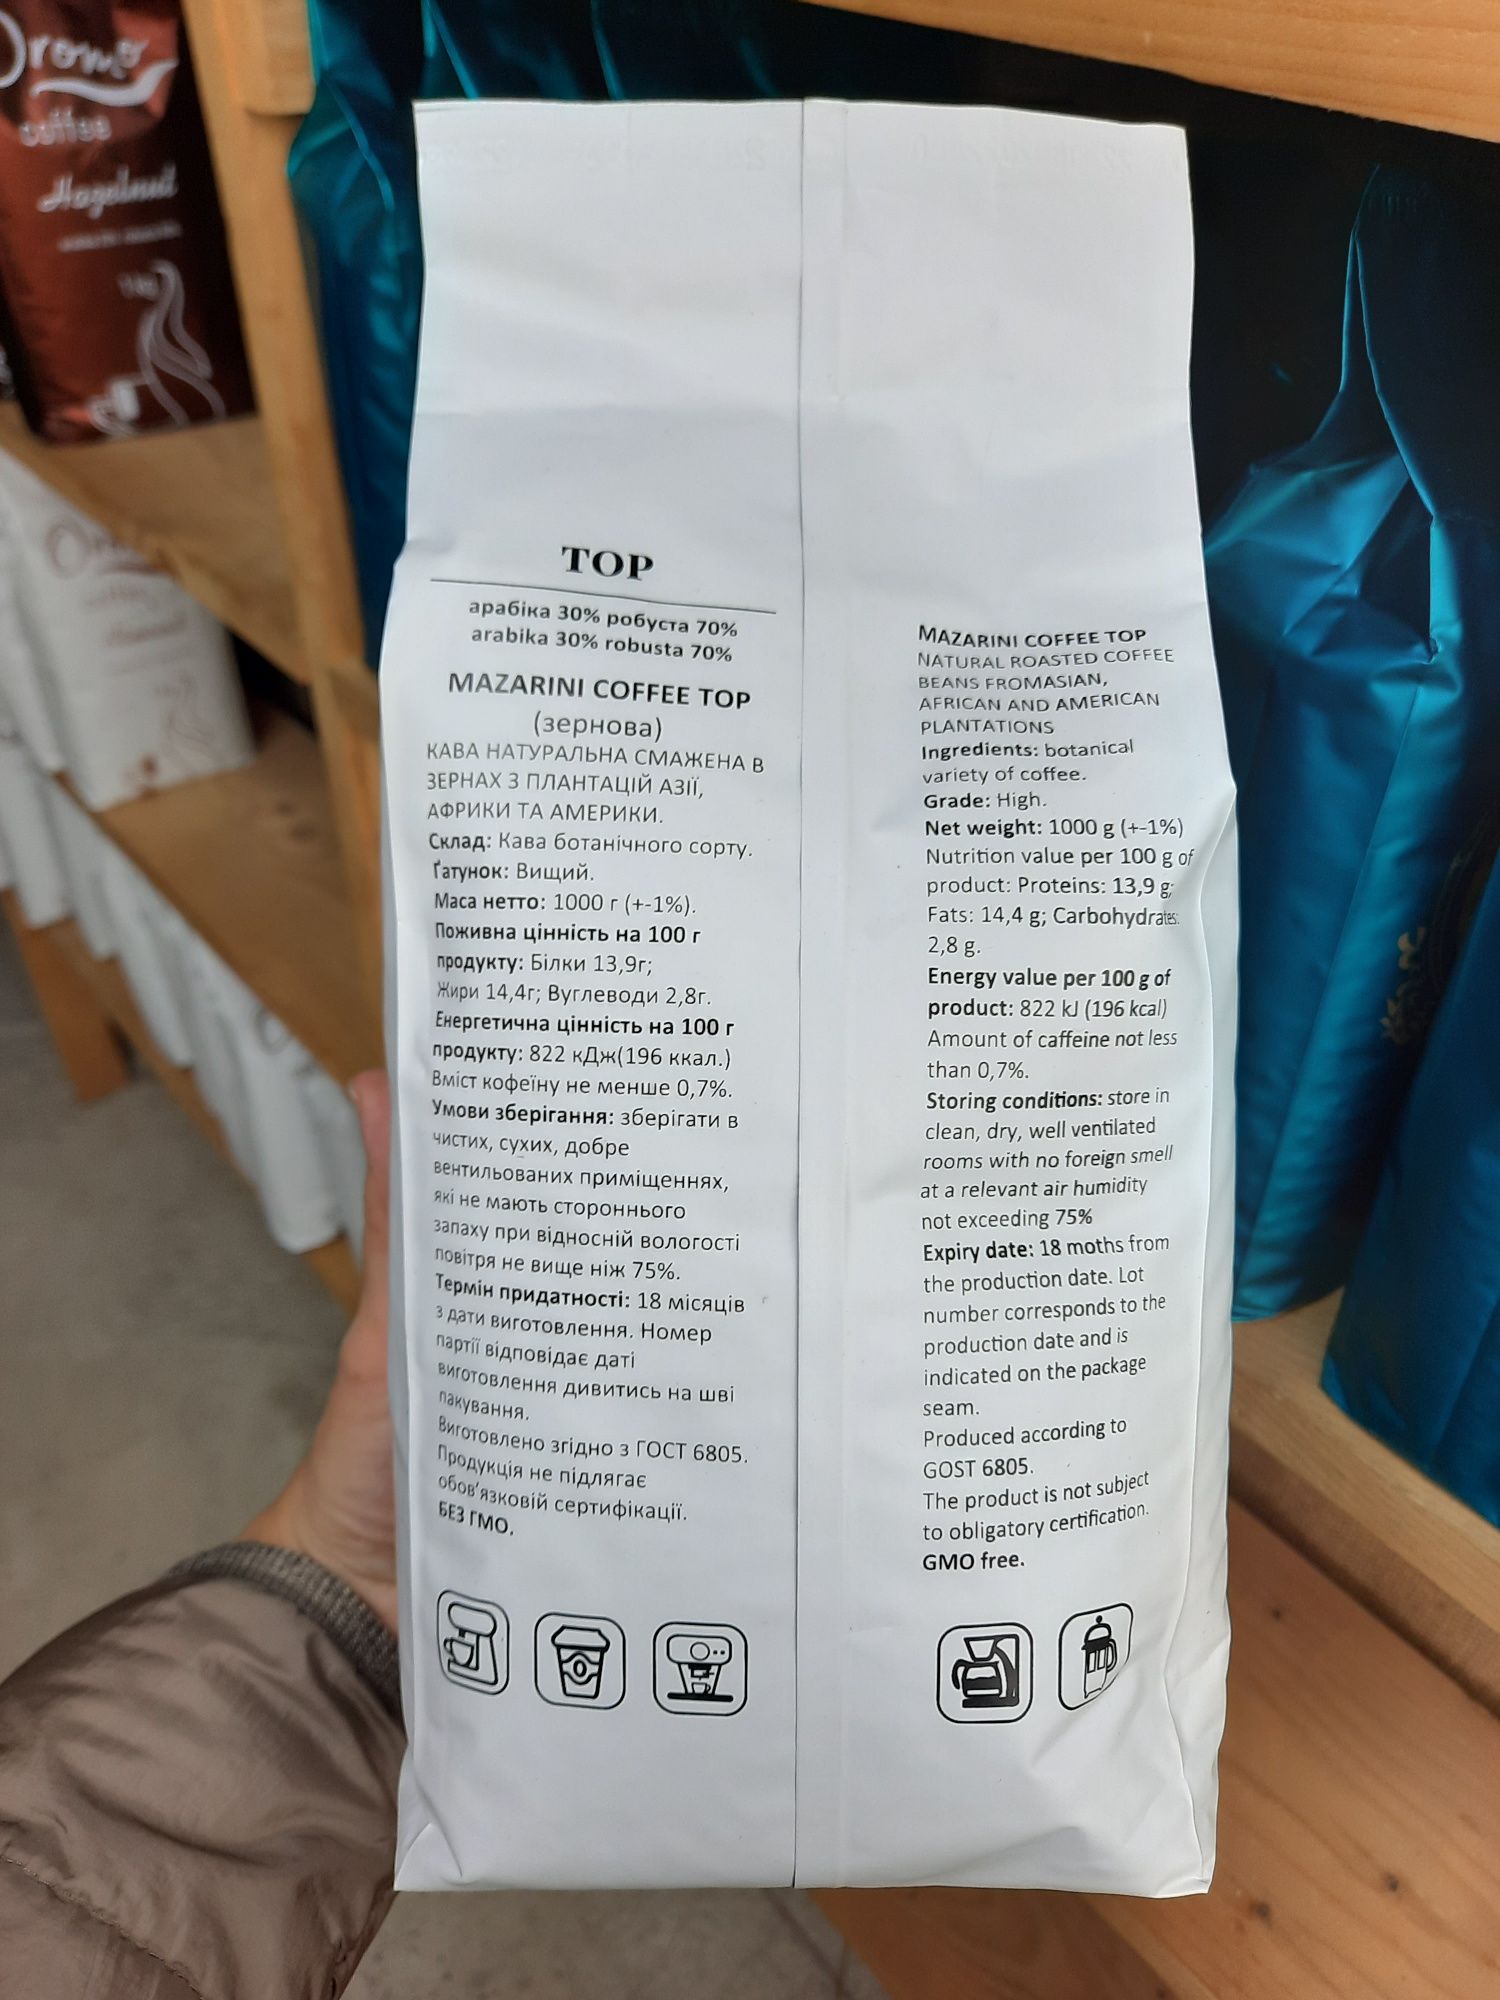 Oromo
coffee
Hazelnut
TOP
арабіка 30% робуста 70%
arabika 30% robusta 70%
MAZARINI COFFEE TOP
(зернова)
КАВА НАТУРАЛЬНА СМАЖЕНА В
ЗЕРНАХ З ПЛАНТАЦІЙ АЗІЇ,
АФРИКИ ТА АМЕРИКИ.
Склад: Кава ботанічного сорту.
Ґатунок: Вищий.
Маса нетто: 1000 г (+-1%).
Поживна цінність на 100 г
продукту: Білки 13,9г;
Жири 14,4г; Вуглеводи 2,8г.
Енергетична цінність на 100 г
продукту: 822 кДж(196 ккал.)
Вміст кофеїну не менше 0,7%.
Умови зберігання: зберігати в
чистих, сухих, добре
вентильованих приміщеннях,
які не мають стороннього
запаху при відносній вологості
повітря не вище ніж 75%.
Термін придатності: 18 місяців
з дати виготовлення. Номер
партії відповідає даті
виготовлення дивитись на шві
пакування.
Виготовлено згідно з ГОСТ 6805.
Продукція не підлягає
обов'язковій сертифікації.
БЕЗ ГМО.
MAZARINI COFFEE TOP
NATURAL ROASTED COFFEE
BEANS FROMASIAN,
AFRICAN AND AMERICAN
PLANTATIONS
Ingredients: botanical
variety of coffee.
Grade: High.
Net weight: 1000 g (+-1%)
Nutrition value per 100 g of
product: Proteins: 13,9 g;
Fats: 14,4 g; Carbohydrates:
2,8 g.
Energy value per 100 g of
product: 822 kJ (196 kcal)
Amount of caffeine not less
than 0,7%.
Storing conditions: store in
clean, dry, well ventilated
rooms with no foreign smell
at a relevant air humidity
not exceeding 75%
Expiry date: 18 moths from
the production date. Lot
number corresponds to the
production date and is
indicated on the package
seam.
Produced according to
GOST 6805.
The product is not subject
to obligatory certification.
GMO free.